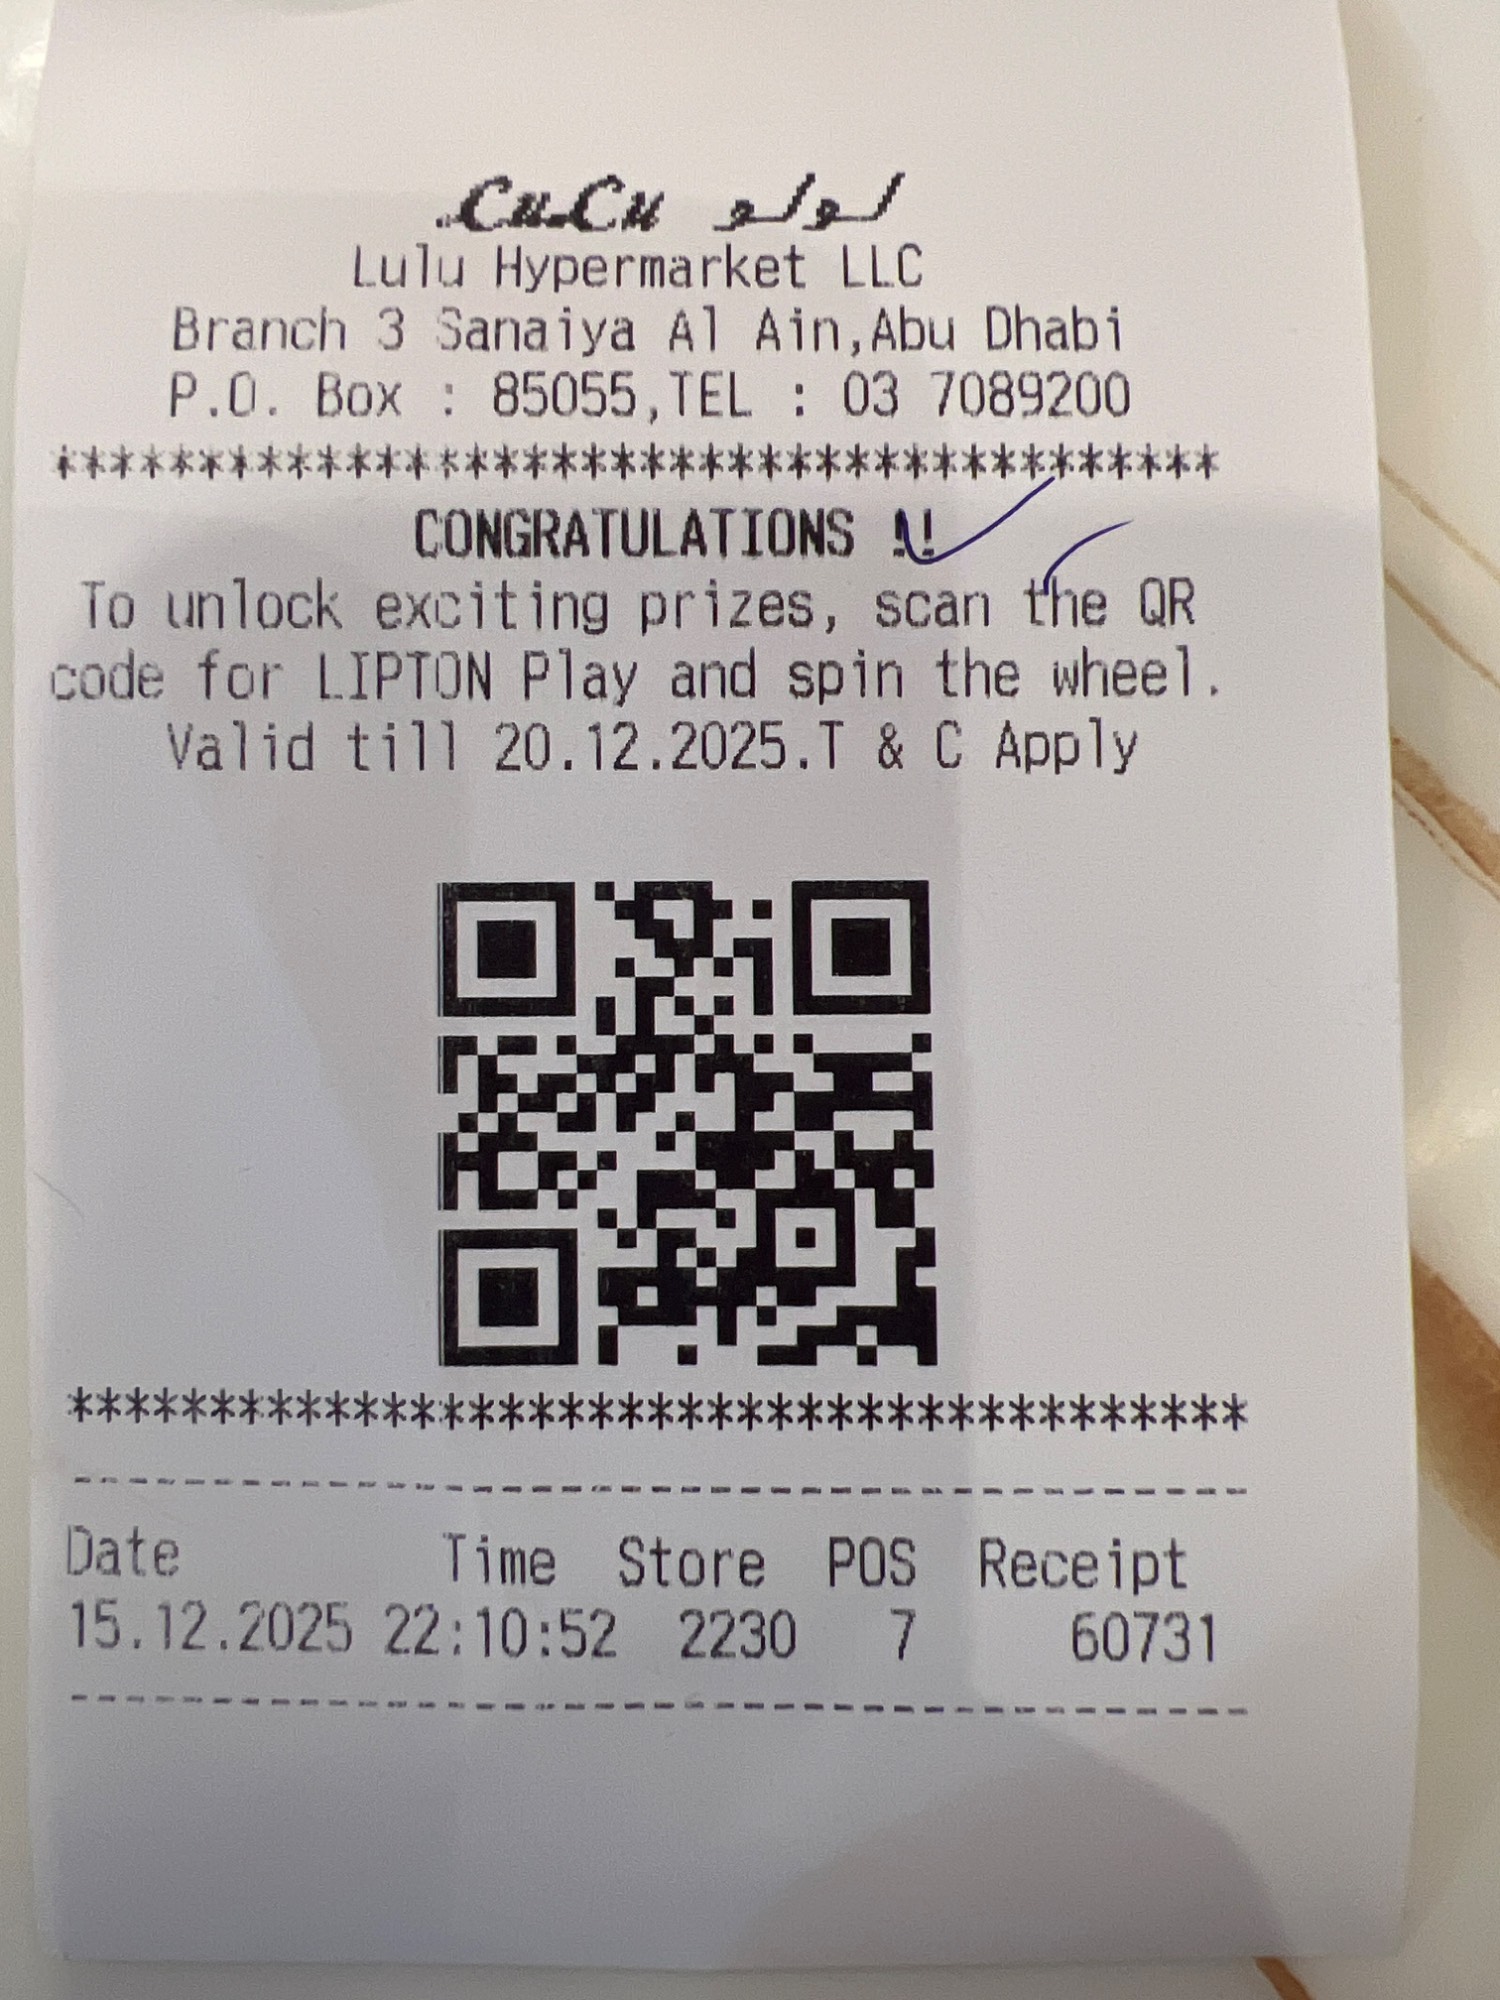 LuLu لولو
Lulu Hypermarket LLC
Branch 3 Sanaiya Al Ain,Abu Dhabi
P.O. Box : 85055,TEL : 03 7089200
****************************************
CONGRATULATIONS !!
To unlock exciting prizes, scan the QR
code for LIPTON Play and spin the wheel.
Valid till 20.12.2025.T & C Apply
****************************************
----------------------------------------
Date Time Store POS Receipt
15.12.2025 22:10:52 2230 7 60731
----------------------------------------